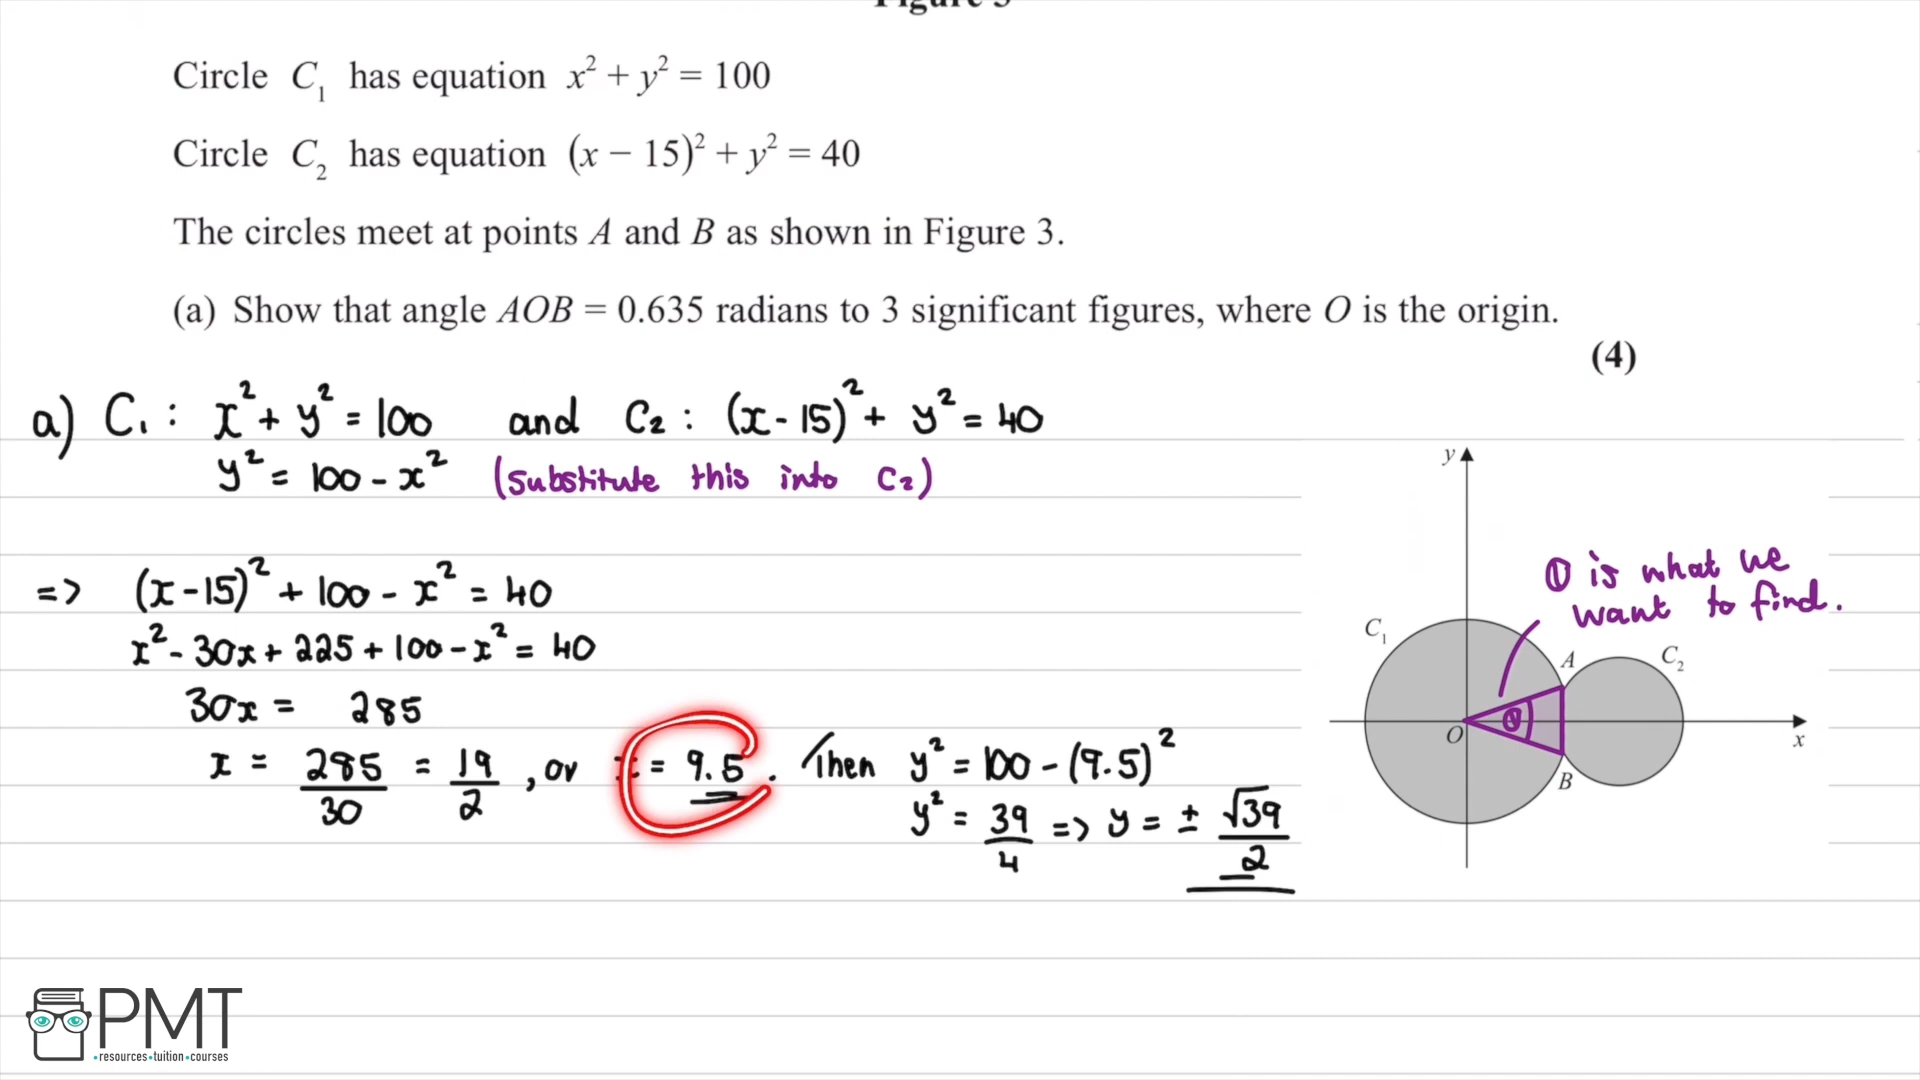 Circle C₁ has equation x² + y² = 100
Circle C₂ has equation (x − 15)² + y² = 40
The circles meet at points A and B as shown in Figure 3.
(a) Show that angle AOB = 0.635 radians to 3 significant figures, where O is the origin.
(4)
a) C₁ : x² + y² = 100 and C₂ : (x - 15)² + y² = 40
y² = 100 - x² (substitute this into C₂)
=> (x - 15)² + 100 - x² = 40
x² - 30x + 225 + 100 - x² = 40
30x = 285
x = 285/30 = 19/2 , or x = 9.5 . Then y² = 100 - (9.5)²
y² = 39/4 => y = ± √39/2
y
θ is what we
want to find.
C₁
A
C₂
θ
O
x
B
PMT
resources•tuition•courses